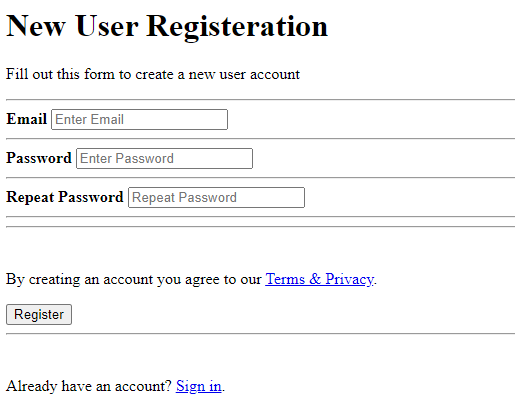 New User Registeration
Fill out this form to create a new user account
Email Enter Email
Password Enter Password
Repeat Password Repeat Password
By creating an account you agree to our Terms & Privacy.
Register
Already have an account? Sign in.